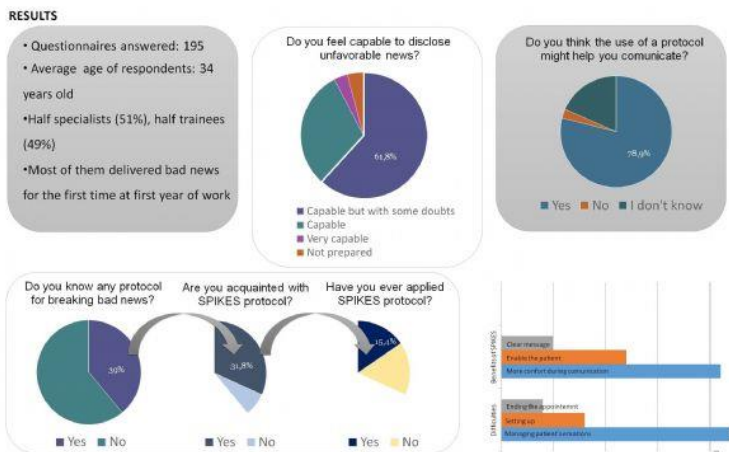 RESULTS
• Questionnaires answered: 195
• Average age of respondents: 34
years old
•Half specialists (51%), half trainees
(49%)
•Most of them delivered bad news
for the first time at first year of work
Do you feel capable to disclose
unfavorable news?
61,8%
Capable but with some doubts
Capable
Very capable
Not prepared
Do you think the use of a protocol
might help you comunicate?
78,9%
Yes No I don't know
Do you know any protocol
for breaking bad news?
39%
Yes No
Are you acquainted with
SPIKES protocol?
31,8%
Yes No
Have you ever applied
SPIKES protocol?
15,4%
Yes No
Benefits of SPIKES
Clear message
Enable the patient
More confort during comunication
Difficulties
Ending the appointment
Setting up
Managing patient sensations